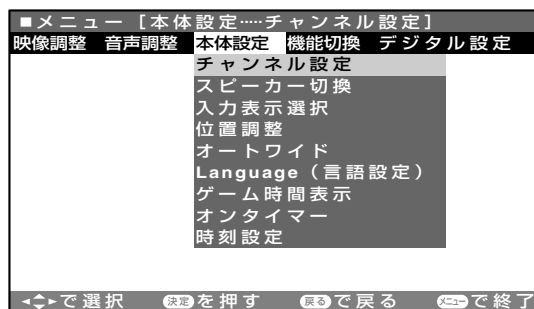 ■メニュー [本体設定……チャンネル設定]
映像調整 音声調整 本体設定 機能切換 デジタル設定
チャンネル設定
スピーカー切換
入力表示選択
位置調整
オートワイド
Language(言語設定)
ゲーム時間表示
オンタイマー
時刻設定
で選択 決定を押す 戻るで戻る メニューで終了